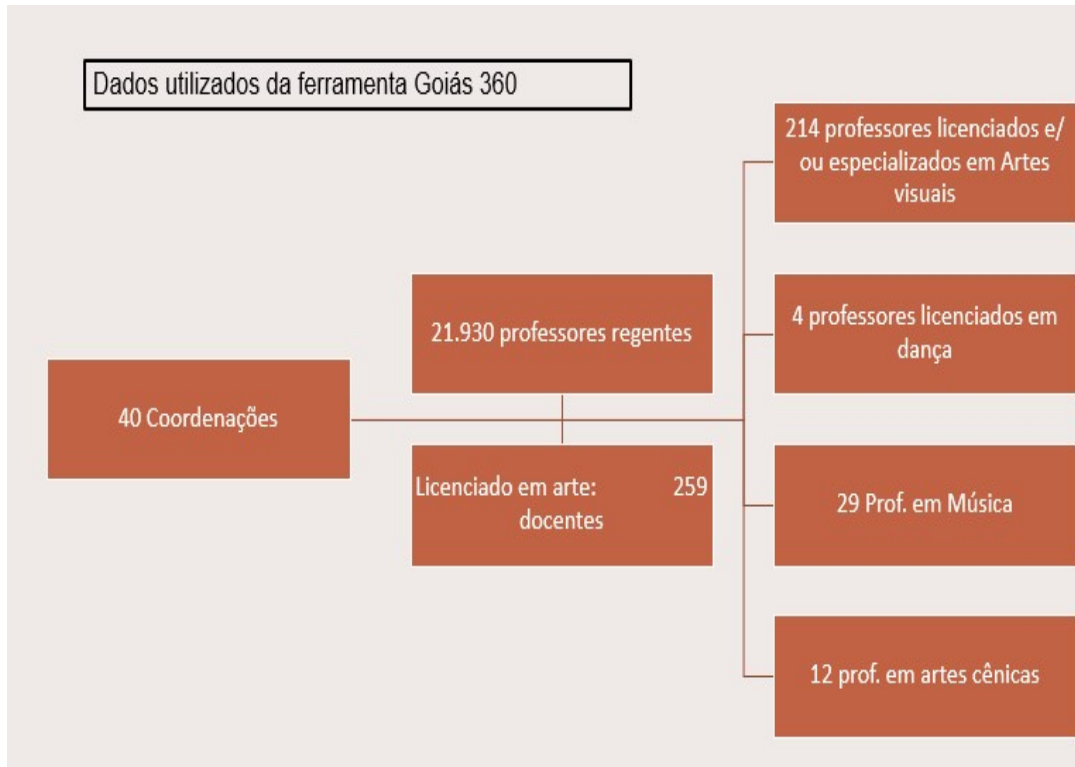 Dados utilizados da ferramenta Goiás 360
40 Coordenações
21.930 professores regentes
Licenciado em arte: 259
docentes
214 professores licenciados e/
ou especializados em Artes
visuais
4 professores licenciados em
dança
29 Prof. em Música
12 prof. em artes cênicas